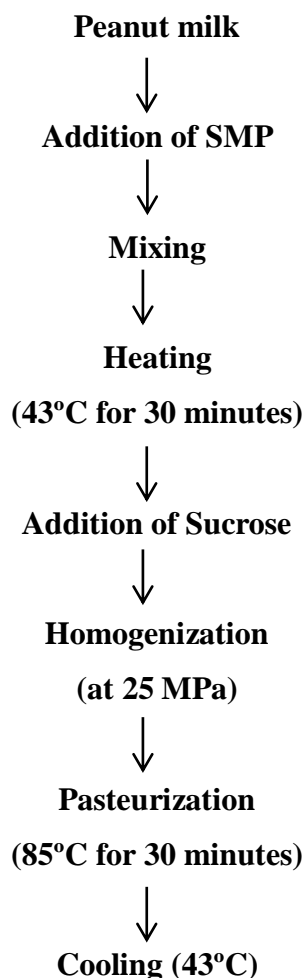 Peanut milk
Addition of SMP
Mixing
Heating
(43ºC for 30 minutes)
Addition of Sucrose
Homogenization
(at 25 MPa)
Pasteurization
(85ºC for 30 minutes)
Cooling (43ºC)